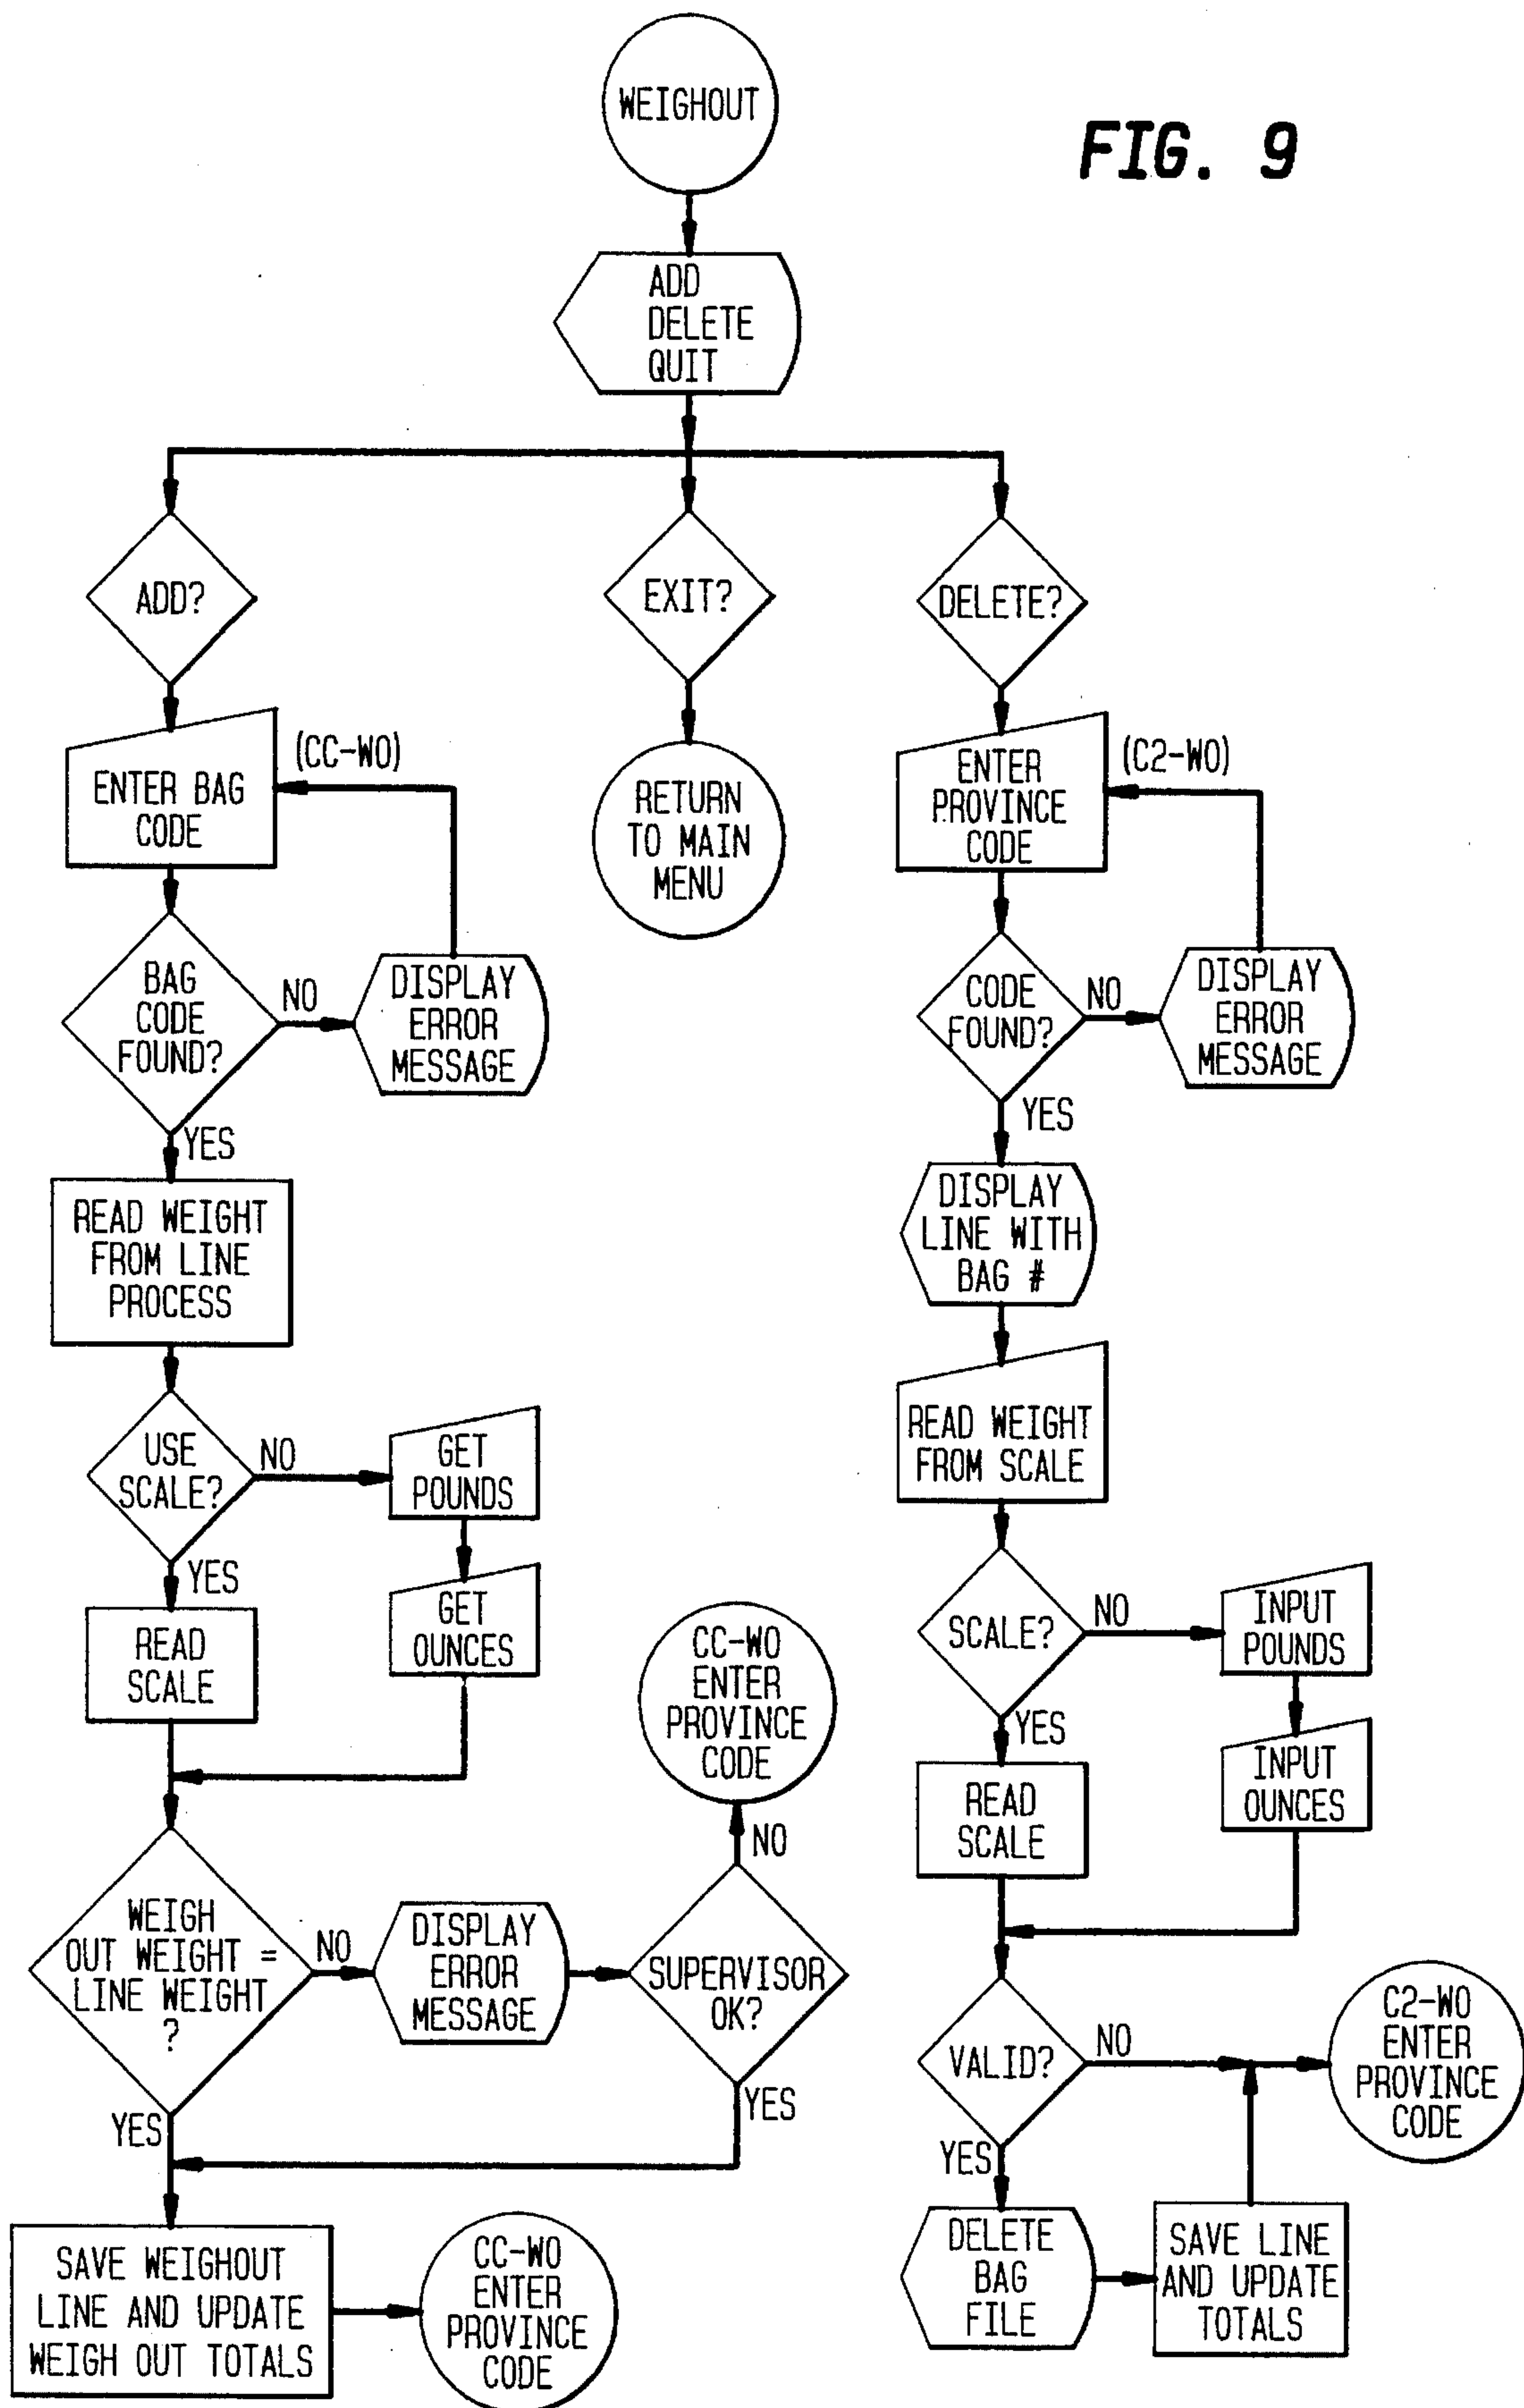 WEIGHOUT
FIG. 9
ADD
DELETE
QUIT
ADD?
EXIT?
DELETE?
ENTER BAG
CODE
(CC-WO)
RETURN
TO MAIN
MENU
ENTER
PROVINCE
CODE
(C2-WO)
BAG
CODE
FOUND?
NO
DISPLAY
ERROR
MESSAGE
CODE
FOUND?
NO
DISPLAY
ERROR
MESSAGE
YES
YES
READ WEIGHT
FROM LINE
PROCESS
DISPLAY
LINE WITH
BAG #
USE
SCALE?
NO
GET
POUNDS
READ WEIGHT
FROM SCALE
YES
GET
OUNCES
READ
SCALE
CC-WO
ENTER
PROVINCE
CODE
SCALE?
NO
INPUT
POUNDS
YES
READ
SCALE
INPUT
OUNCES
WEIGH
OUT WEIGHT =
LINE WEIGHT
?
NO
DISPLAY
ERROR
MESSAGE
SUPERVISOR
OK?
NO
YES
YES
VALID?
NO
C2-WO
ENTER
PROVINCE
CODE
YES
SAVE WEIGHOUT
LINE AND UPDATE
WEIGH OUT TOTALS
CC-WO
ENTER
PROVINCE
CODE
DELETE
BAG
FILE
SAVE LINE
AND UPDATE
TOTALS